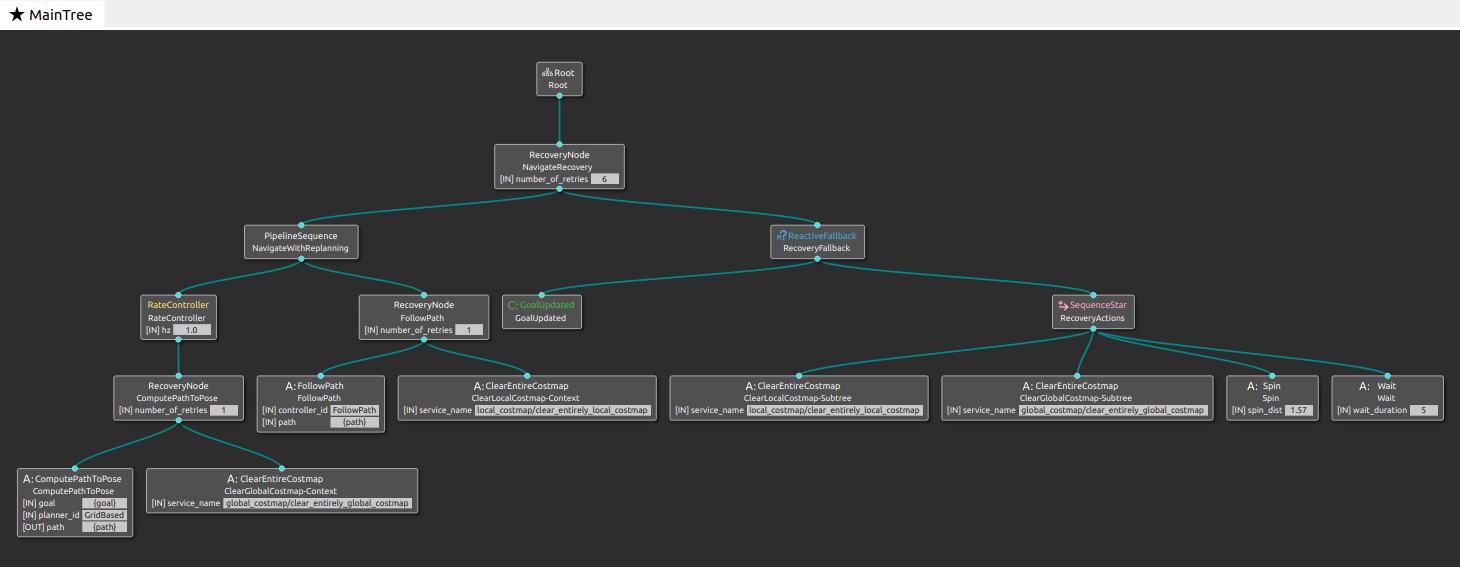 ★ MainTree
Root
Root
RecoveryNode
NavigateRecovery
[IN] number_of_retries 6
PipelineSequence
NavigateWithReplanning
R? ReactiveFallback
RecoveryFallback
RateController
RateController
[IN] hz 1.0
RecoveryNode
FollowPath
[IN] number_of_retries 1
C: GoalUpdated
GoalUpdated
SequenceStar
RecoveryActions
RecoveryNode
ComputePathToPose
[IN] number_of_retries 1
A: FollowPath
FollowPath
[IN] controller_id FollowPath
[IN] path {path}
A: ClearEntireCostmap
ClearLocalCostmap-Context
[IN] service_name local_costmap/clear_entirely_local_costmap
A: ClearEntireCostmap
ClearLocalCostmap-Subtree
[IN] service_name local_costmap/clear_entirely_local_costmap
A: ClearEntireCostmap
ClearGlobalCostmap-Subtree
[IN] service_name global_costmap/clear_entirely_global_costmap
A: Spin
Spin
[IN] spin_dist 1.57
A: Wait
Wait
[IN] wait_duration 5
A: ComputePathToPose
ComputePathToPose
[IN] goal {goal}
[IN] planner_id GridBased
[OUT] path {path}
A: ClearEntireCostmap
ClearGlobalCostmap-Context
[IN] service_name global_costmap/clear_entirely_global_costmap